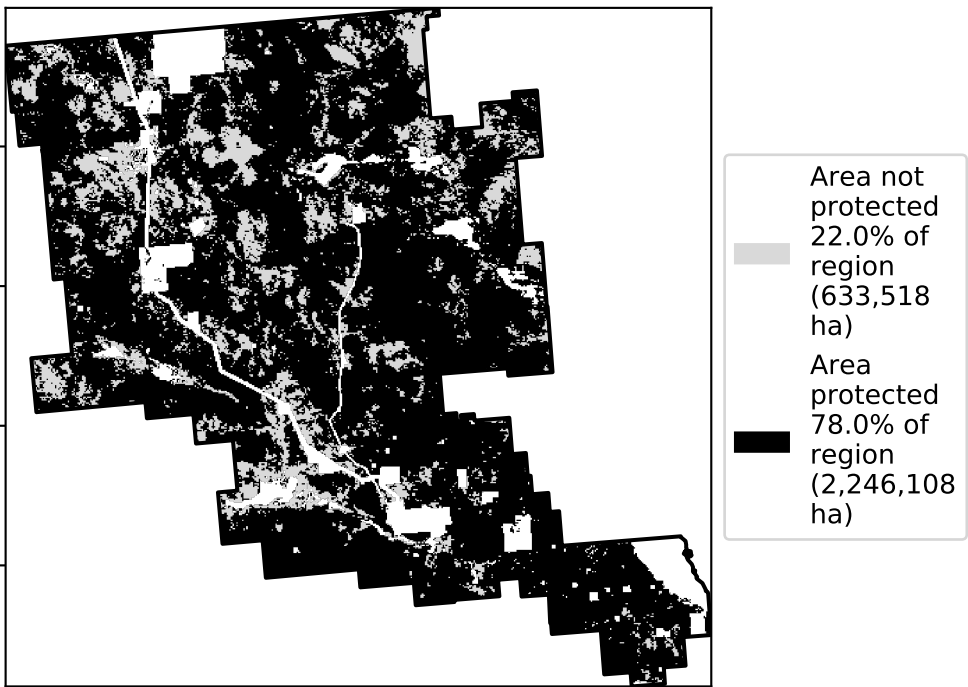 Area not
protected
22.0% of
region
(633,518
ha)
Area
protected
78.0% of
region
(2,246,108
ha)